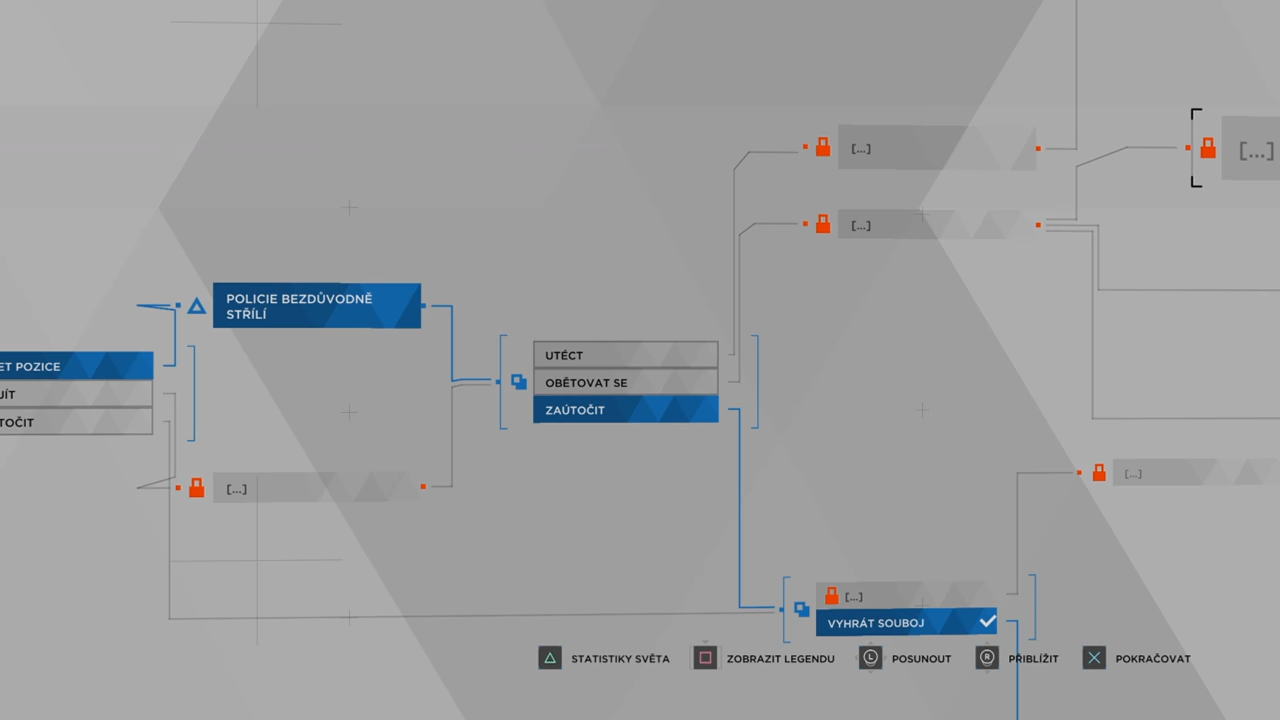 [...]
[...]
[...]
POLICIE BEZDŮVODNĚ
STŘÍLÍ
UTÉCT
OBĚTOVAT SE
ZAÚTOČIT
ET POZICE
JÍT
TOČIT
[...]
[...]
[...]
VYHRÁT SOUBOJ
STATISTIKY SVĚTA
ZOBRAZIT LEGENDU
L
POSUNOUT
R
PŘIBLÍŽIT
POKRAČOVAT